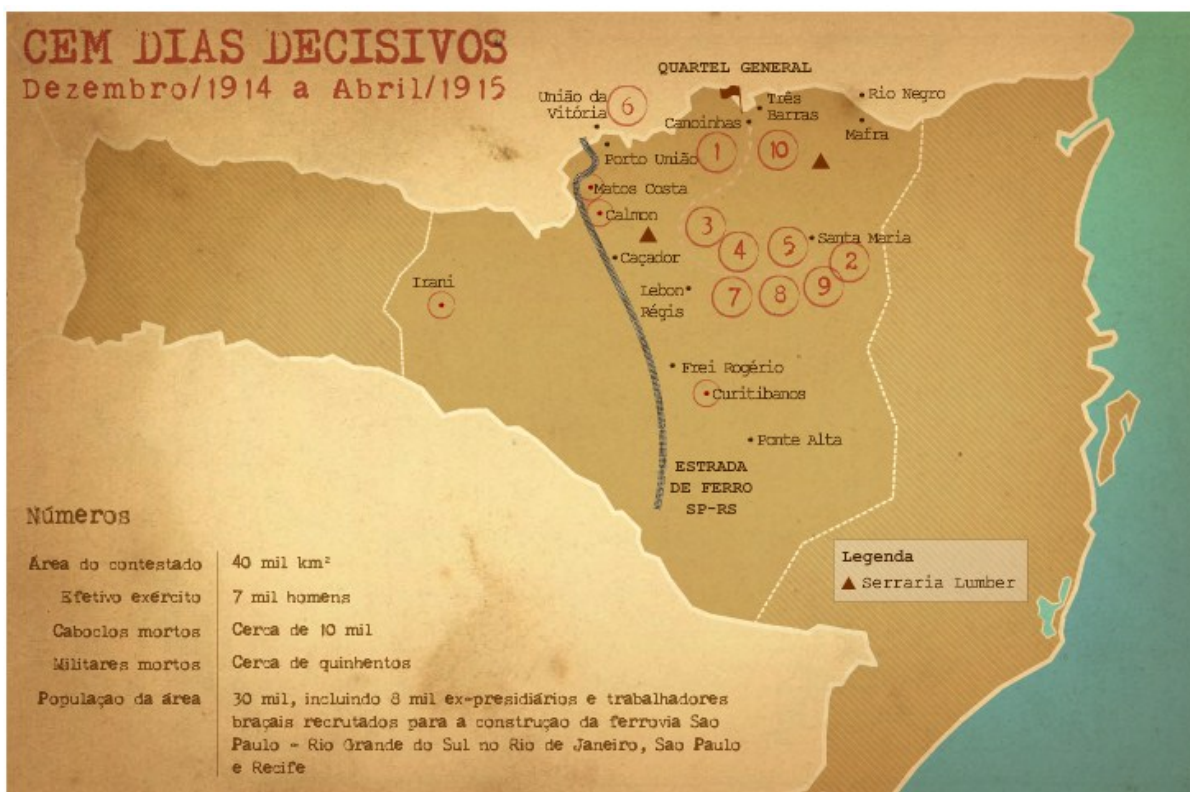 CEM DIAS DECISIVOS
Dezembro/1914 a Abril/1915
QUARTEL GENERAL
União da
Vitória
6
Três
Barras
Rio Negro
Canoinhas
Mafra
Porto União
1
10
Matos Costa
Calmon
3
4
5
Santa Maria
2
Caçador
Irani
Lebon
Régis
7
8
9
Frei Rogério
Curitibanos
Ponte Alta
ESTRADA
DE FERRO
SP-RS
Legenda
Serraria Lumber
Números
Área do contestado
40 mil km²
Efetivo exército
7 mil homens
Caboclos mortos
Cerca de 10 mil
Militares mortos
Cerca de quinhentos
População da área
30 mil, incluindo 8 mil ex-presidiários e trabalhadores
braçais recrutados para a construção da ferrovia Sao
Paulo - Rio Grande do Sul no Rio de Janeiro, Sao Paulo
e Recife